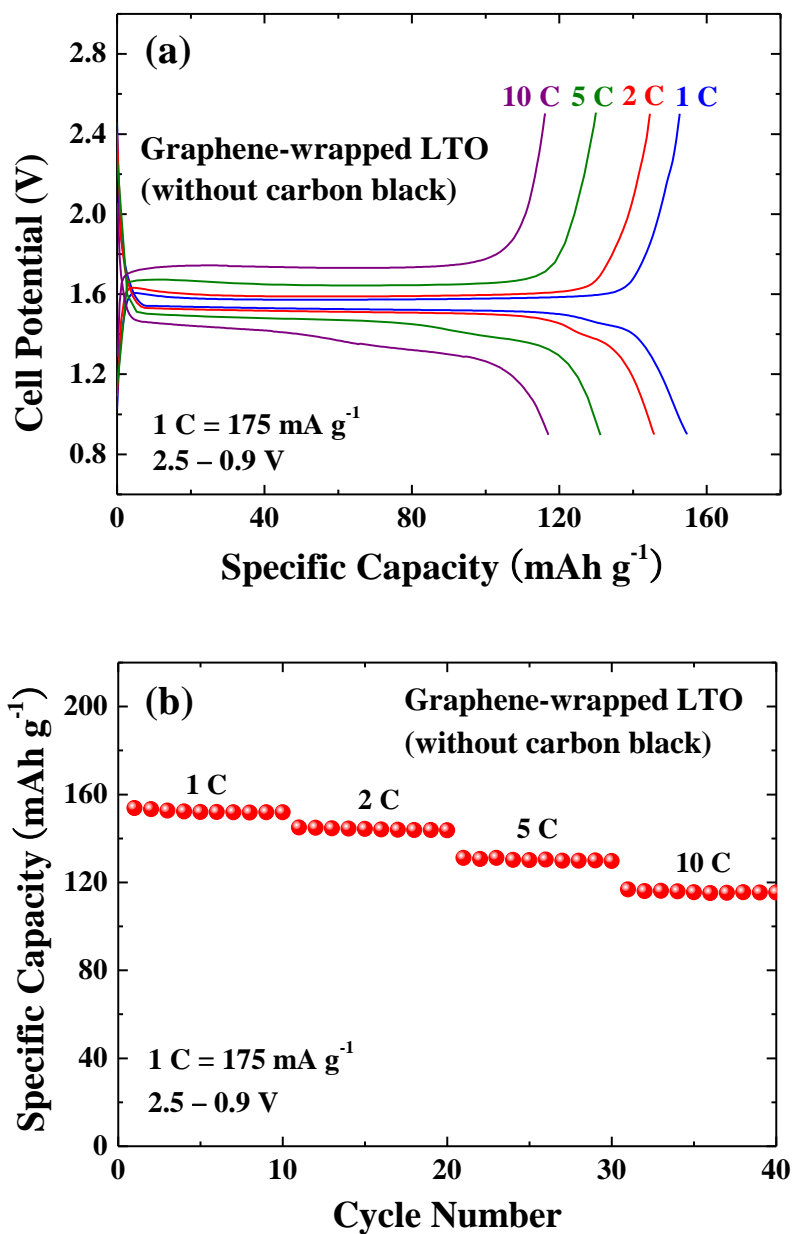 (a)
10 C 5 C 2 C 1 C
Graphene-wrapped LTO
(without carbon black)
1 C = 175 mA g⁻¹
2.5 – 0.9 V
2.8
2.4
2.0
1.6
1.2
0.8
Cell Potential (V)
0 40 80 120 160
Specific Capacity (mAh g⁻¹)
(b)
Graphene-wrapped LTO
(without carbon black)
1 C
2 C
5 C
10 C
1 C = 175 mA g⁻¹
2.5 – 0.9 V
200
160
120
80
40
0
Specific Capacity (mAh g⁻¹)
0 10 20 30 40
Cycle Number